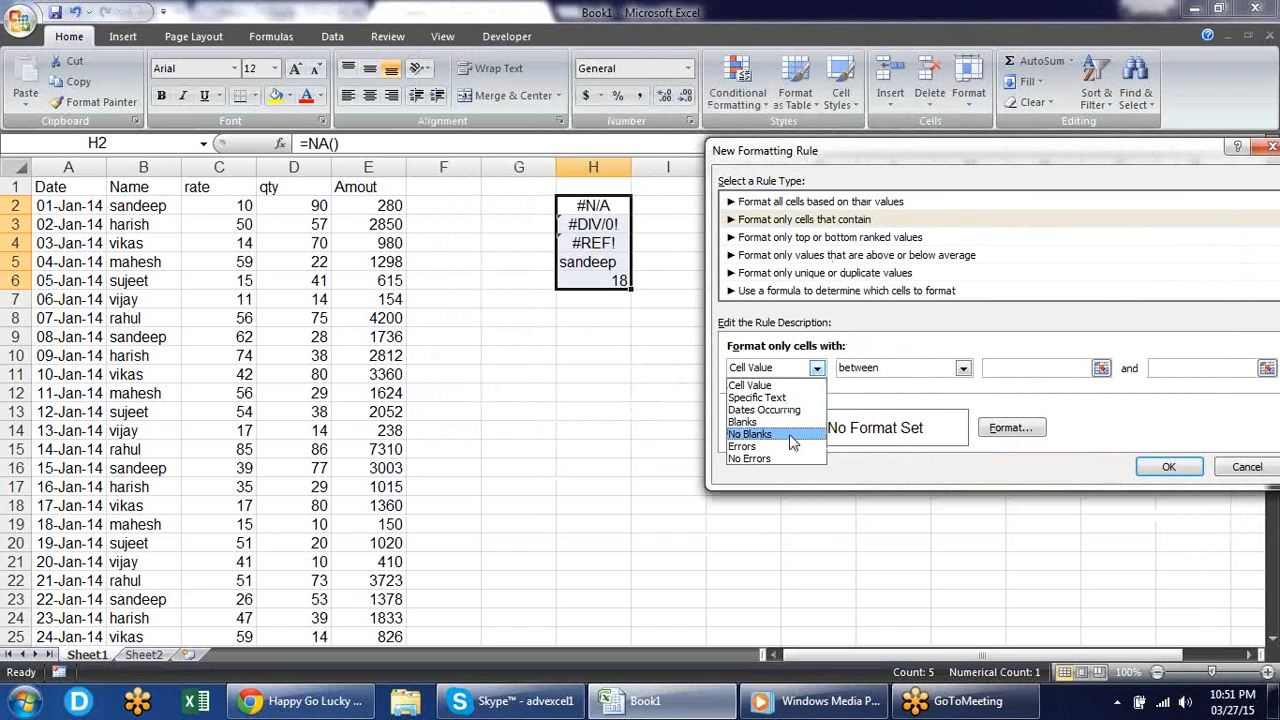 Book1 - Microsoft Excel
Home Insert Page Layout Formulas Data Review View Developer
Cut
Copy
Format Painter
Paste
Clipboard
Arial 12
B I U
Font
Wrap Text
Merge & Center
Alignment
General
$ % ,
Number
Conditional Formatting
Format as Table
Cell Styles
Styles
Insert Delete Format
Cells
AutoSum
Fill
Clear
Sort & Filter
Find & Select
Editing
H2 fx =NA()
A B C D E F G H I
1 Date Name rate qty Amout
2 01-Jan-14 sandeep 10 90 280 #N/A
3 02-Jan-14 harish 50 57 2850 #DIV/0!
4 03-Jan-14 vikas 14 70 980 #REF!
5 04-Jan-14 mahesh 59 22 1298 sandeep
6 05-Jan-14 sujeet 15 41 615 18
7 06-Jan-14 vijay 11 14 154
8 07-Jan-14 rahul 56 75 4200
9 08-Jan-14 sandeep 62 28 1736
10 09-Jan-14 harish 74 38 2812
11 10-Jan-14 vikas 42 80 3360
12 11-Jan-14 mahesh 56 29 1624
13 12-Jan-14 sujeet 38 54 2052
14 13-Jan-14 vijay 17 14 238
15 14-Jan-14 rahul 85 86 7310
16 15-Jan-14 sandeep 39 77 3003
17 16-Jan-14 harish 35 29 1015
18 17-Jan-14 vikas 17 80 1360
19 18-Jan-14 mahesh 15 10 150
20 19-Jan-14 sujeet 51 20 1020
21 20-Jan-14 vijay 41 10 410
22 21-Jan-14 rahul 51 73 3723
23 22-Jan-14 sandeep 26 53 1378
24 23-Jan-14 harish 47 39 1833
25 24-Jan-14 vikas 59 14 826
New Formatting Rule
Select a Rule Type:
► Format all cells based on their values
► Format only cells that contain
► Format only top or bottom ranked values
► Format only values that are above or below average
► Format only unique or duplicate values
► Use a formula to determine which cells to format
Edit the Rule Description:
Format only cells with:
Cell Value between and
Cell Value
Specific Text
Dates Occurring
Blanks
No Blanks
Errors
No Errors
No Format Set
Format...
OK Cancel
Sheet1 Sheet2
Ready Count: 5 Numerical Count: 1 100%
D Happy Go Lucky ... Skype™ - advexcel1 Book1 Windows Media P... GoToMeeting
10:51 PM
03/27/15